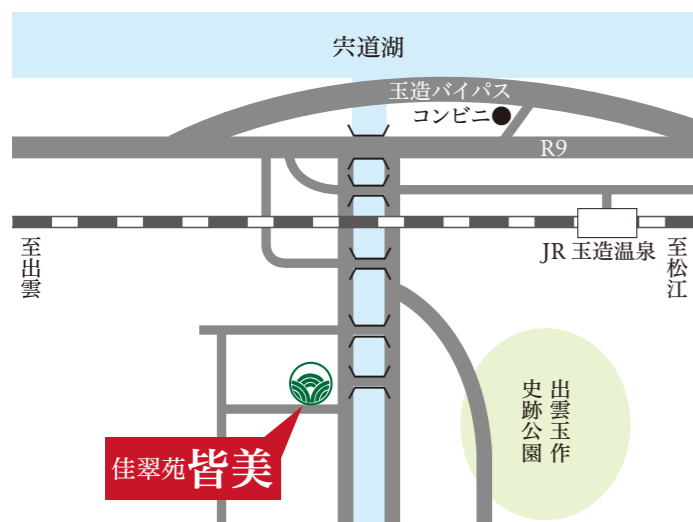 宍道湖
玉造バイパス
コンビニ
R9
JR 玉造温泉
至出雲
至松江
出雲玉作
史跡公園
佳翠苑皆美